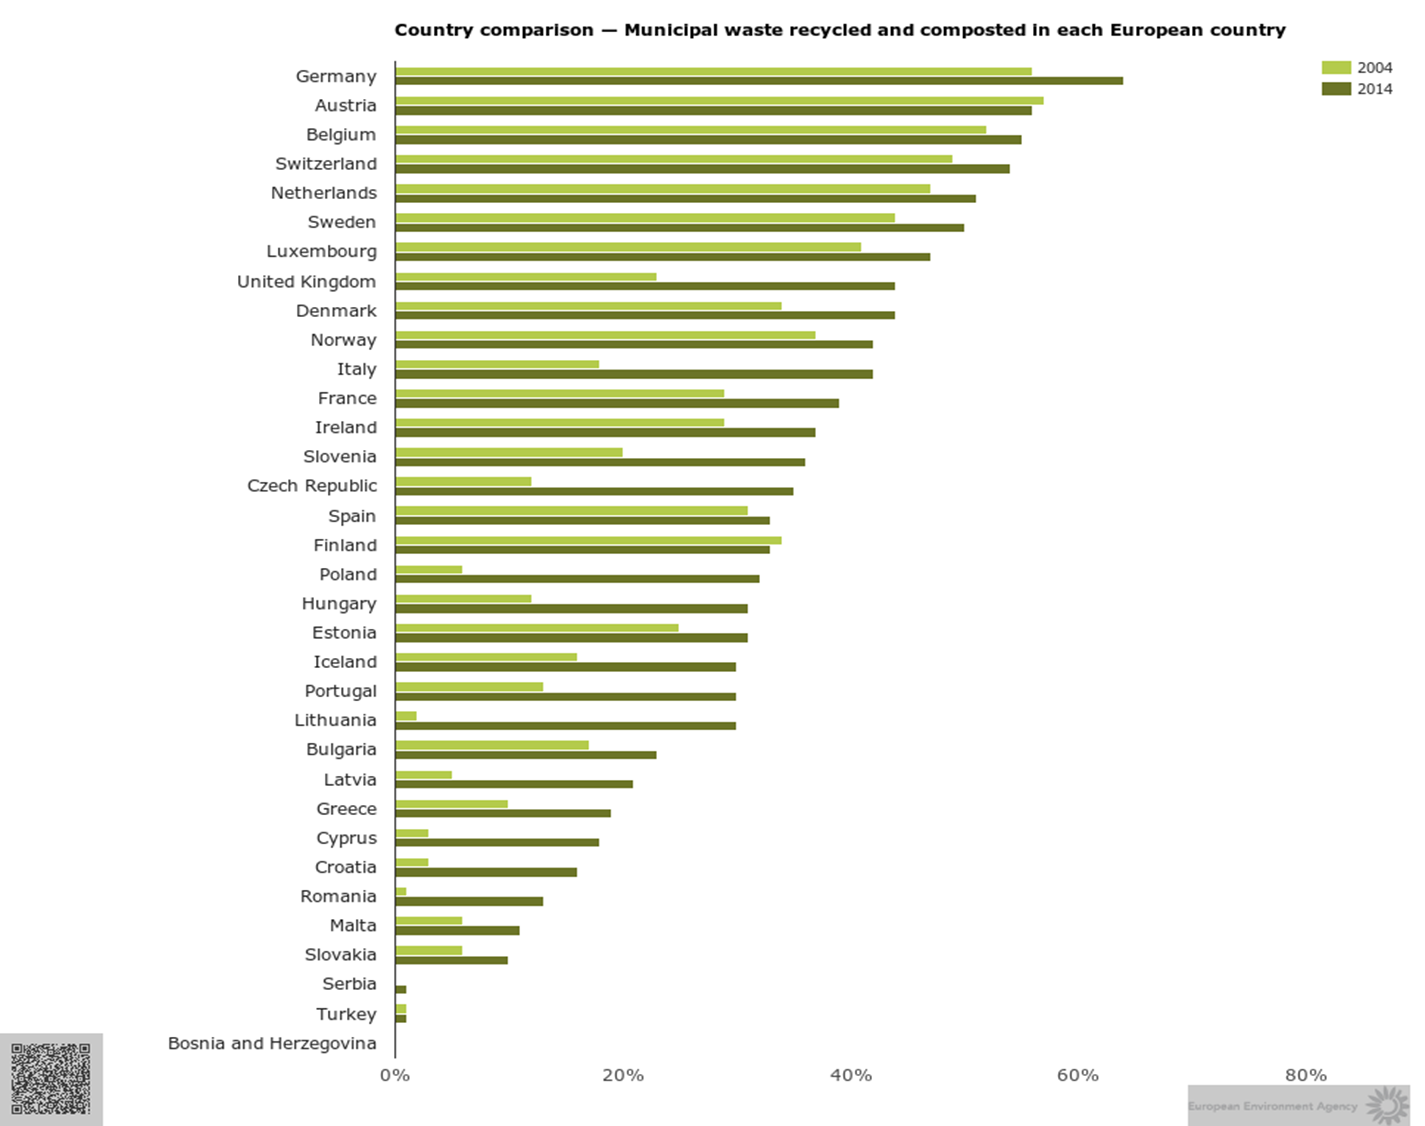 Country comparison — Municipal waste recycled and composted in each European country
2004
2014
Germany
Austria
Belgium
Switzerland
Netherlands
Sweden
Luxembourg
United Kingdom
Denmark
Norway
Italy
France
Ireland
Slovenia
Czech Republic
Spain
Finland
Poland
Hungary
Estonia
Iceland
Portugal
Lithuania
Bulgaria
Latvia
Greece
Cyprus
Croatia
Romania
Malta
Slovakia
Serbia
Turkey
Bosnia and Herzegovina
0% 20% 40% 60% 80%
European Environment Agency